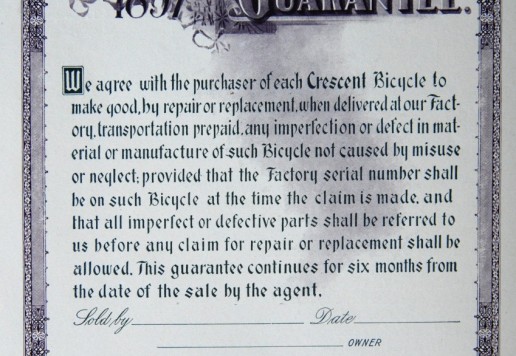 1897 GUARANTEE.
We agree with the purchaser of each Crescent Bicycle to
make good, by repair or replacement, when delivered at our Fact-
ory, transportation prepaid, any imperfection or defect in mat-
erial or manufacture of such Bicycle not caused by misuse
or neglect; provided that the Factory serial number shall
be on such Bicycle at the time the claim is made, and
that all imperfect or defective parts shall be referred to
us before any claim for repair or replacement shall be
allowed. This guarantee continues for six months from
the date of the sale by the agent.
Sold by Date
OWNER